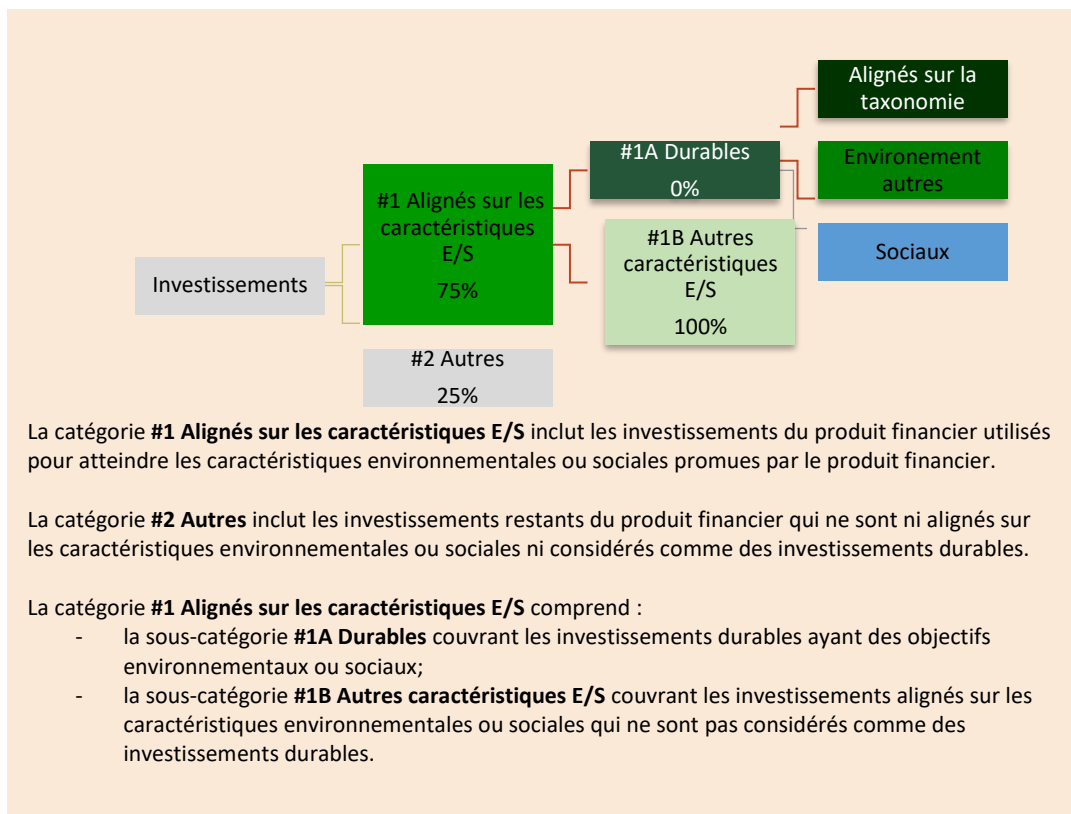 Alignés sur la
taxonomie
#1A Durables
0%
Environement
autres
#1 Alignés sur les
caractéristiques
E/S
75%
#1B Autres
caractéristiques
E/S
100%
Sociaux
Investissements
#2 Autres
25%
La catégorie #1 Alignés sur les caractéristiques E/S inclut les investissements du produit financier utilisés
pour atteindre les caractéristiques environnementales ou sociales promues par le produit financier.
La catégorie #2 Autres inclut les investissements restants du produit financier qui ne sont ni alignés sur
les caractéristiques environnementales ou sociales ni considérés comme des investissements durables.
La catégorie #1 Alignés sur les caractéristiques E/S comprend :
- la sous-catégorie #1A Durables couvrant les investissements durables ayant des objectifs
environnementaux ou sociaux;
- la sous-catégorie #1B Autres caractéristiques E/S couvrant les investissements alignés sur les
caractéristiques environnementales ou sociales qui ne sont pas considérés comme des
investissements durables.